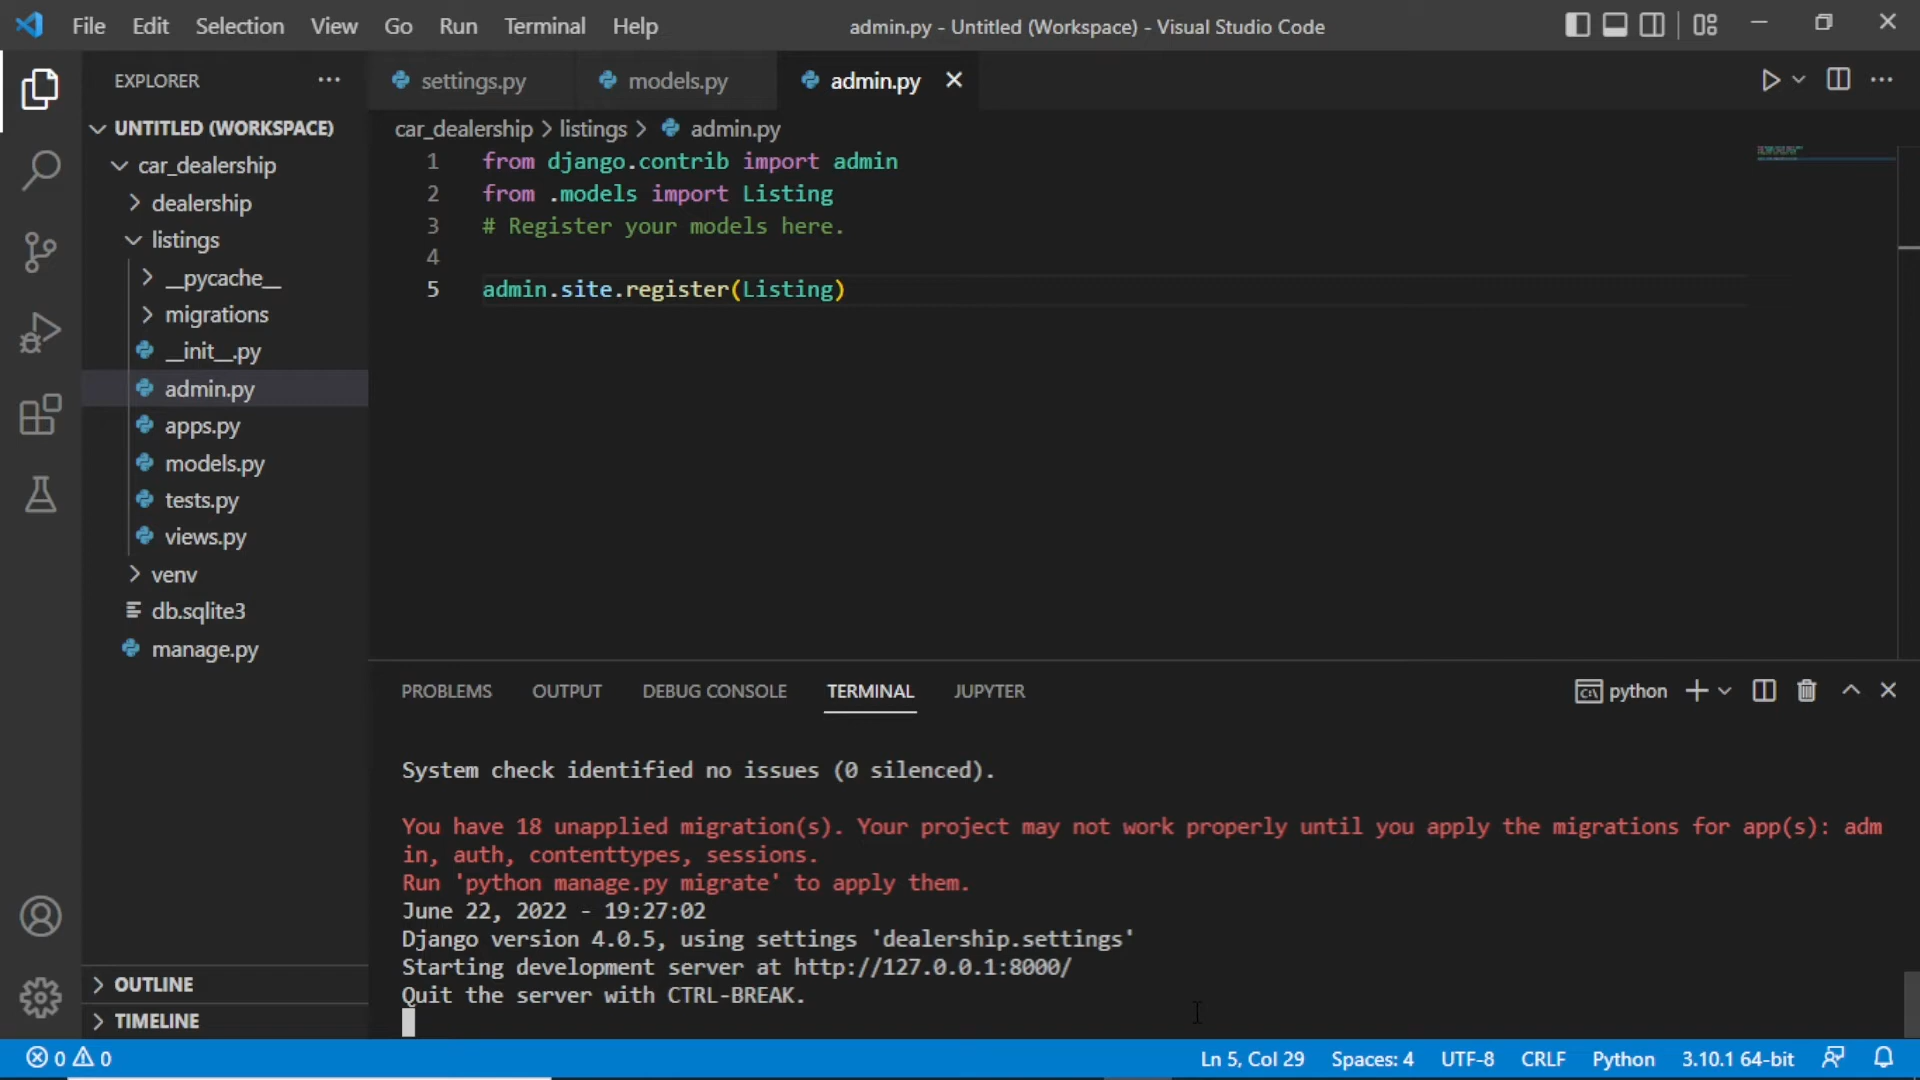 File Edit Selection View Go Run Terminal Help
admin.py - Untitled (Workspace) - Visual Studio Code
EXPLORER
UNTITLED (WORKSPACE)
car_dealership
dealership
listings
__pycache__
migrations
__init__.py
admin.py
apps.py
models.py
tests.py
views.py
venv
db.sqlite3
manage.py
OUTLINE
TIMELINE
settings.py models.py admin.py
car_dealership > listings > admin.py
1 from django.contrib import admin
2 from .models import Listing
3 # Register your models here.
4
5 admin.site.register(Listing)
PROBLEMS OUTPUT DEBUG CONSOLE TERMINAL JUPYTER
python
System check identified no issues (0 silenced).
You have 18 unapplied migration(s). Your project may not work properly until you apply the migrations for app(s): adm
in, auth, contenttypes, sessions.
Run 'python manage.py migrate' to apply them.
June 22, 2022 - 19:27:02
Django version 4.0.5, using settings 'dealership.settings'
Starting development server at http://127.0.0.1:8000/
Quit the server with CTRL-BREAK.
0 0 Ln 5, Col 29 Spaces: 4 UTF-8 CRLF Python 3.10.1 64-bit